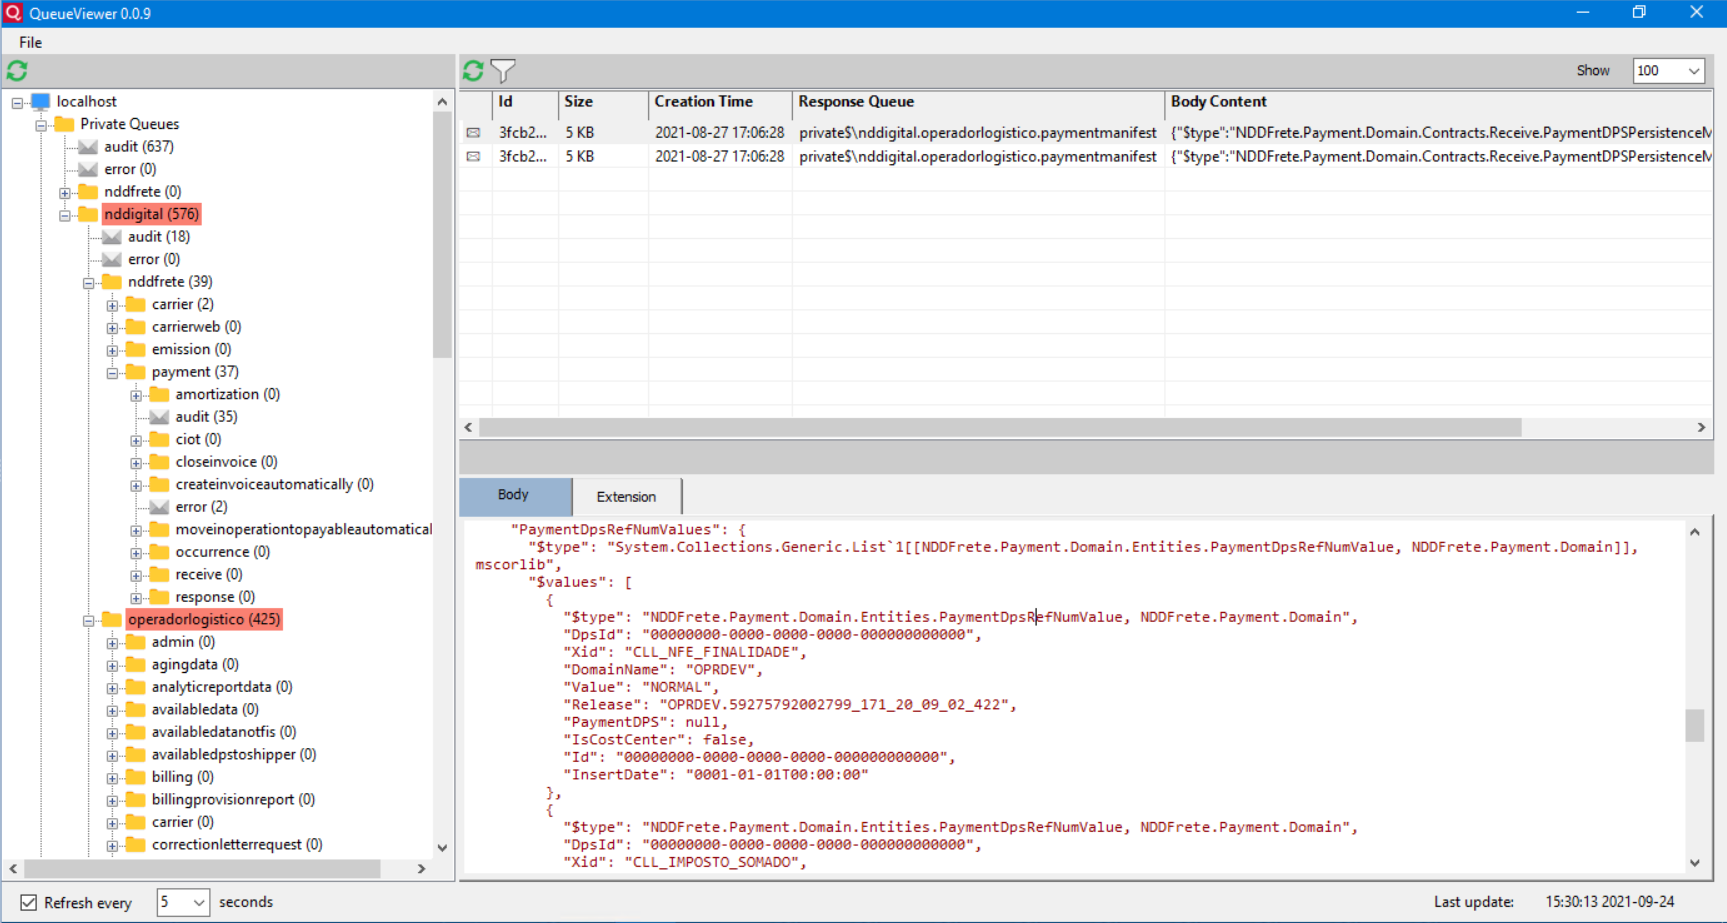 QueueViewer 0.0.9
File
localhost
Private Queues
audit (637)
error (0)
nddfrete (0)
nddigital (576)
audit (18)
error (0)
nddfrete (39)
carrier (2)
carrierweb (0)
emission (0)
payment (37)
amortization (0)
audit (35)
ciot (0)
closeinvoice (0)
createinvoiceautomatically (0)
error (2)
moveinoperationtopayableautomatical
occurrence (0)
receive (0)
response (0)
operadorlogistico (425)
admin (0)
agingdata (0)
analyticreportdata (0)
availabledata (0)
availabledatanotfis (0)
availabledpstoshipper (0)
billing (0)
billingprovisionreport (0)
carrier (0)
correctionletterrequest (0)
Refresh every 5 seconds
Show 100
Id Size Creation Time Response Queue Body Content
3fcb2... 5 KB 2021-08-27 17:06:28 private$\nddigital.operadorlogistico.paymentmanifest {"$type":"NDDFrete.Payment.Domain.Contracts.Receive.PaymentDPSPersistenceM
3fcb2... 5 KB 2021-08-27 17:06:28 private$\nddigital.operadorlogistico.paymentmanifest {"$type":"NDDFrete.Payment.Domain.Contracts.Receive.PaymentDPSPersistenceM
Body Extension
"PaymentDpsRefNumValues": {
"$type": "System.Collections.Generic.List`1[[NDDFrete.Payment.Domain.Entities.PaymentDpsRefNumValue, NDDFrete.Payment.Domain]],
mscorlib",
"$values": [
{
"$type": "NDDFrete.Payment.Domain.Entities.PaymentDpsRefNumValue, NDDFrete.Payment.Domain",
"DpsId": "00000000-0000-0000-0000-000000000000",
"Xid": "CLL_NFE_FINALIDADE",
"DomainName": "OPRDEV",
"Value": "NORMAL",
"Release": "OPRDEV.59275792002799_171_20_09_02_422",
"PaymentDPS": null,
"IsCostCenter": false,
"Id": "00000000-0000-0000-0000-000000000000",
"InsertDate": "0001-01-01T00:00:00"
},
{
"$type": "NDDFrete.Payment.Domain.Entities.PaymentDpsRefNumValue, NDDFrete.Payment.Domain",
"DpsId": "00000000-0000-0000-0000-000000000000",
"Xid": "CLL_IMPOSTO_SOMADO",
Last update: 15:30:13 2021-09-24